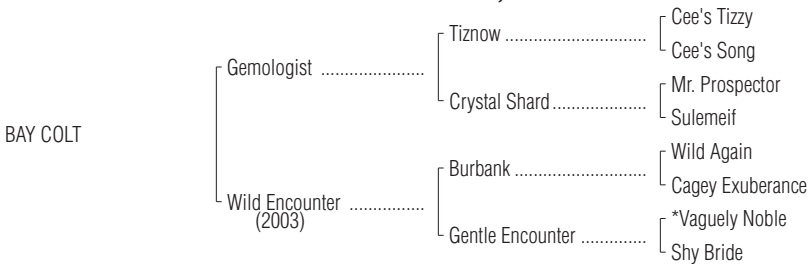 Cee's Tizzy
Tiznow ..............................
Cee's Song
Gemologist ......................
Mr. Prospector
Crystal Shard....................
Sulemeif
BAY COLT
Wild Again
Burbank ............................
Cagey Exuberance
Wild Encounter ................
(2003)
*Vaguely Noble
Gentle Encounter ..............
Shy Bride